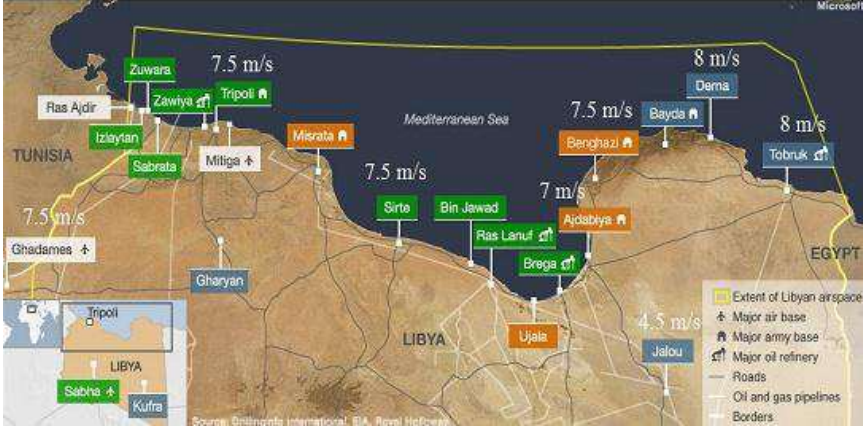 Microsoft
Zuwara
7.5 m/s
8 m/s
Derna
Ras Ajdir
Zawiya
Tripoli
Mediterranean Sea
7.5 m/s
Bayda
8 m/s
Izlaytan
Misrata
Benghazi
TUNISIA
Sabrata
Mitiga
Tobruk
7.5 m/s
7 m/s
7.5 m/s
Sirte
Bin Jawad
Ajdabiya
Ghadames
Ras Lanuf
EGYPT
Brega
Gharyan
Extent of Libyan airspace
Tripoli
Major air base
4.5 m/s
Major army base
LIBYA
Ujala
Jalou
Major oil refinery
LIBYA
Roads
Sabha
Oil and gas pipelines
Kufra
Borders
Source: Drillinginfo International, EIA, Royal Holloway